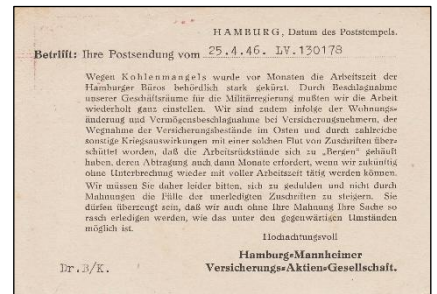 HAMBURG, Datum des Poststempels.
Betrifft: Ihre Postsendung vom 25.4.46. LV.130178
Wegen Kohlenmangels wurde vor Monaten die Arbeitszeit der
Hamburger Büros behördlich stark gekürzt. Durch Beschlagnahme
unserer Geschäftsräume für die Militärregierung mußten wir die Arbeit
wiederholt ganz einstellen. Wir sind zudem infolge der Wohnungs=
änderung und Vermögensbeschlagnahme bei Versicherungsnehmern, der
Wegnahme der Versicherungsbestände im Osten und durch zahlreiche
sonstige Kriegsauswirkungen mit einer solchen Flut von Zuschriften über=
schüttet worden, daß die Arbeitsrückstände sich zu „Bergen" gehäuft
haben, deren Abtragung auch dann Monate erfordert, wenn wir zukünftig
ohne Unterbrechung wieder mit voller Arbeitszeit tätig werden können.
Wir müssen Sie daher leider bitten, sich zu gedulden und nicht durch
Mahnungen die Fülle der unerledigten Zuschriften zu steigern. Sie
dürfen überzeugt sein, daß wir auch ohne Ihre Mahnung Ihre Sache so
rasch erledigen werden, wie das unter den gegenwärtigen Umständen
möglich ist.
Hochachtungsvoll
Hamburg=Mannheimer
Dr.B/K. Versicherungs=Aktien=Gesellschaft.